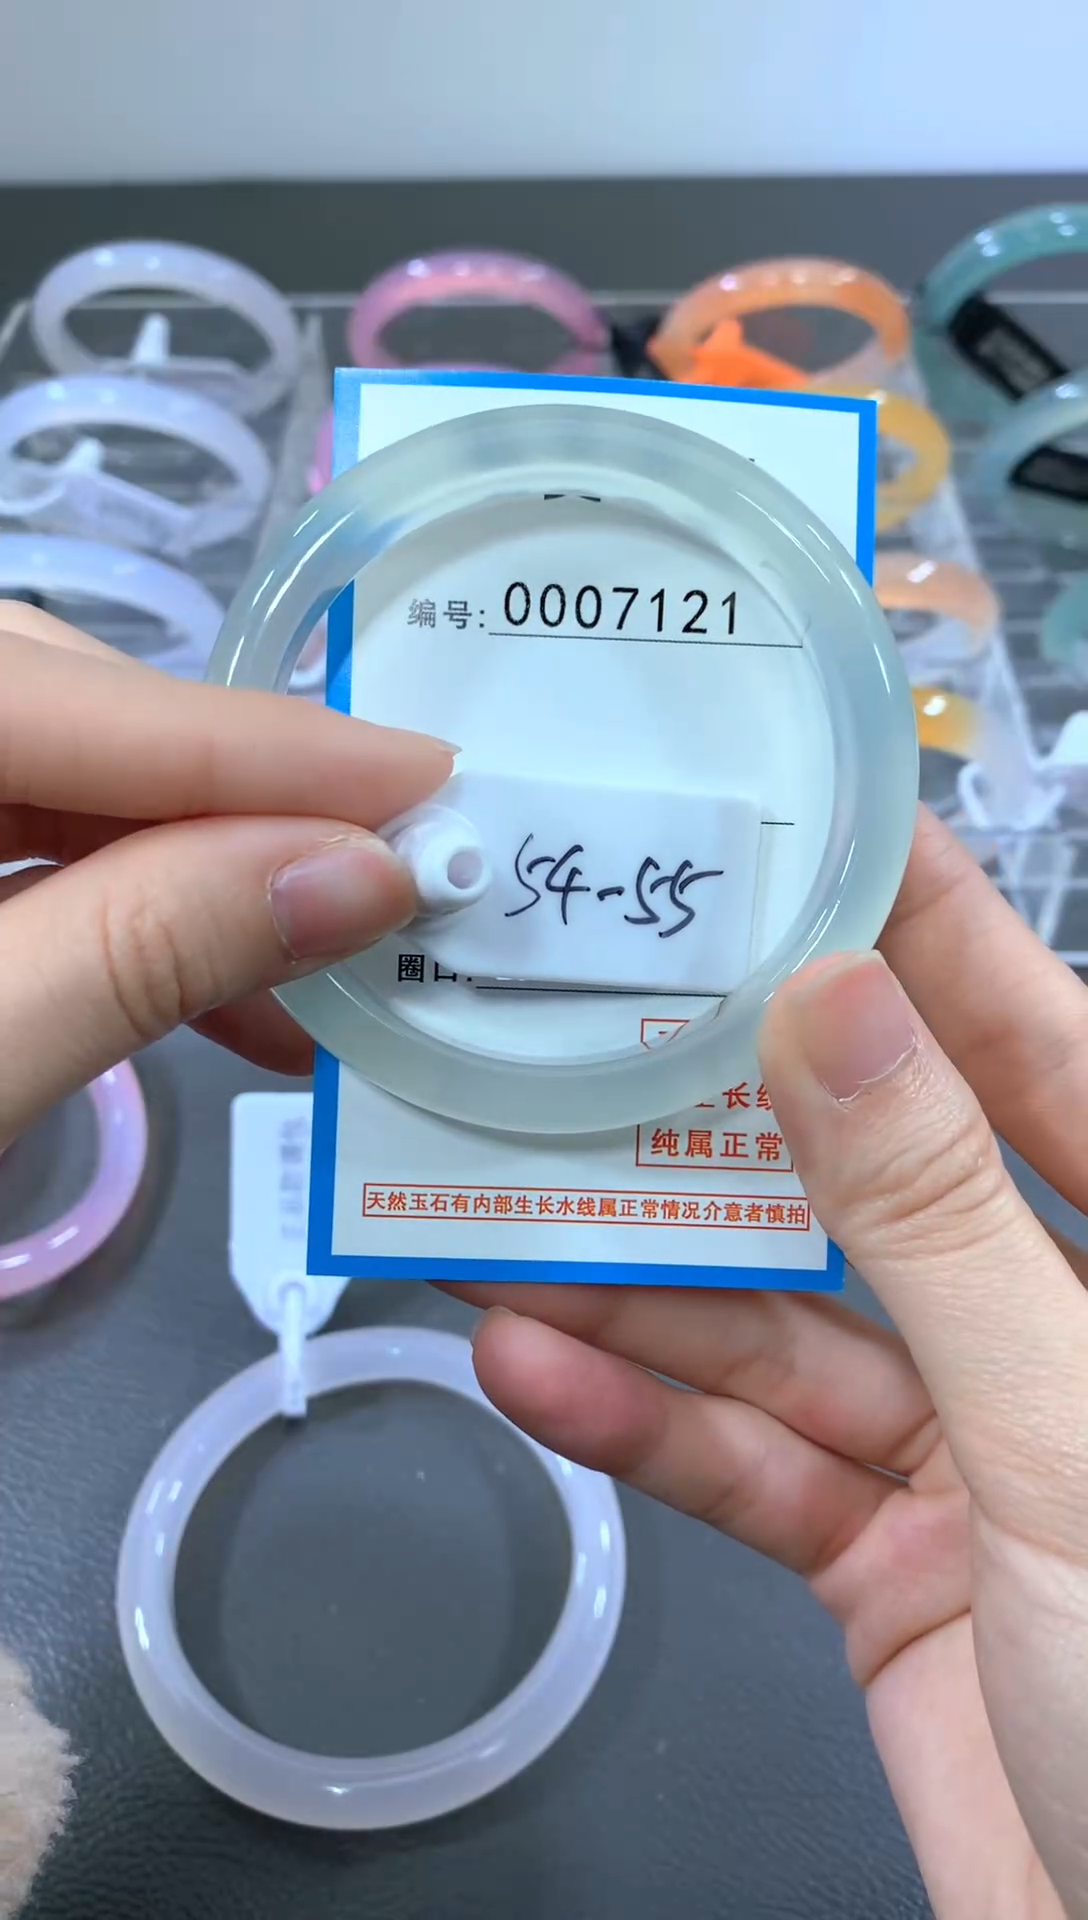 编号: 0007121
54-55
圈口:
生长线
纯属正常
天然玉石有内部生长水线属正常情况介意者慎拍